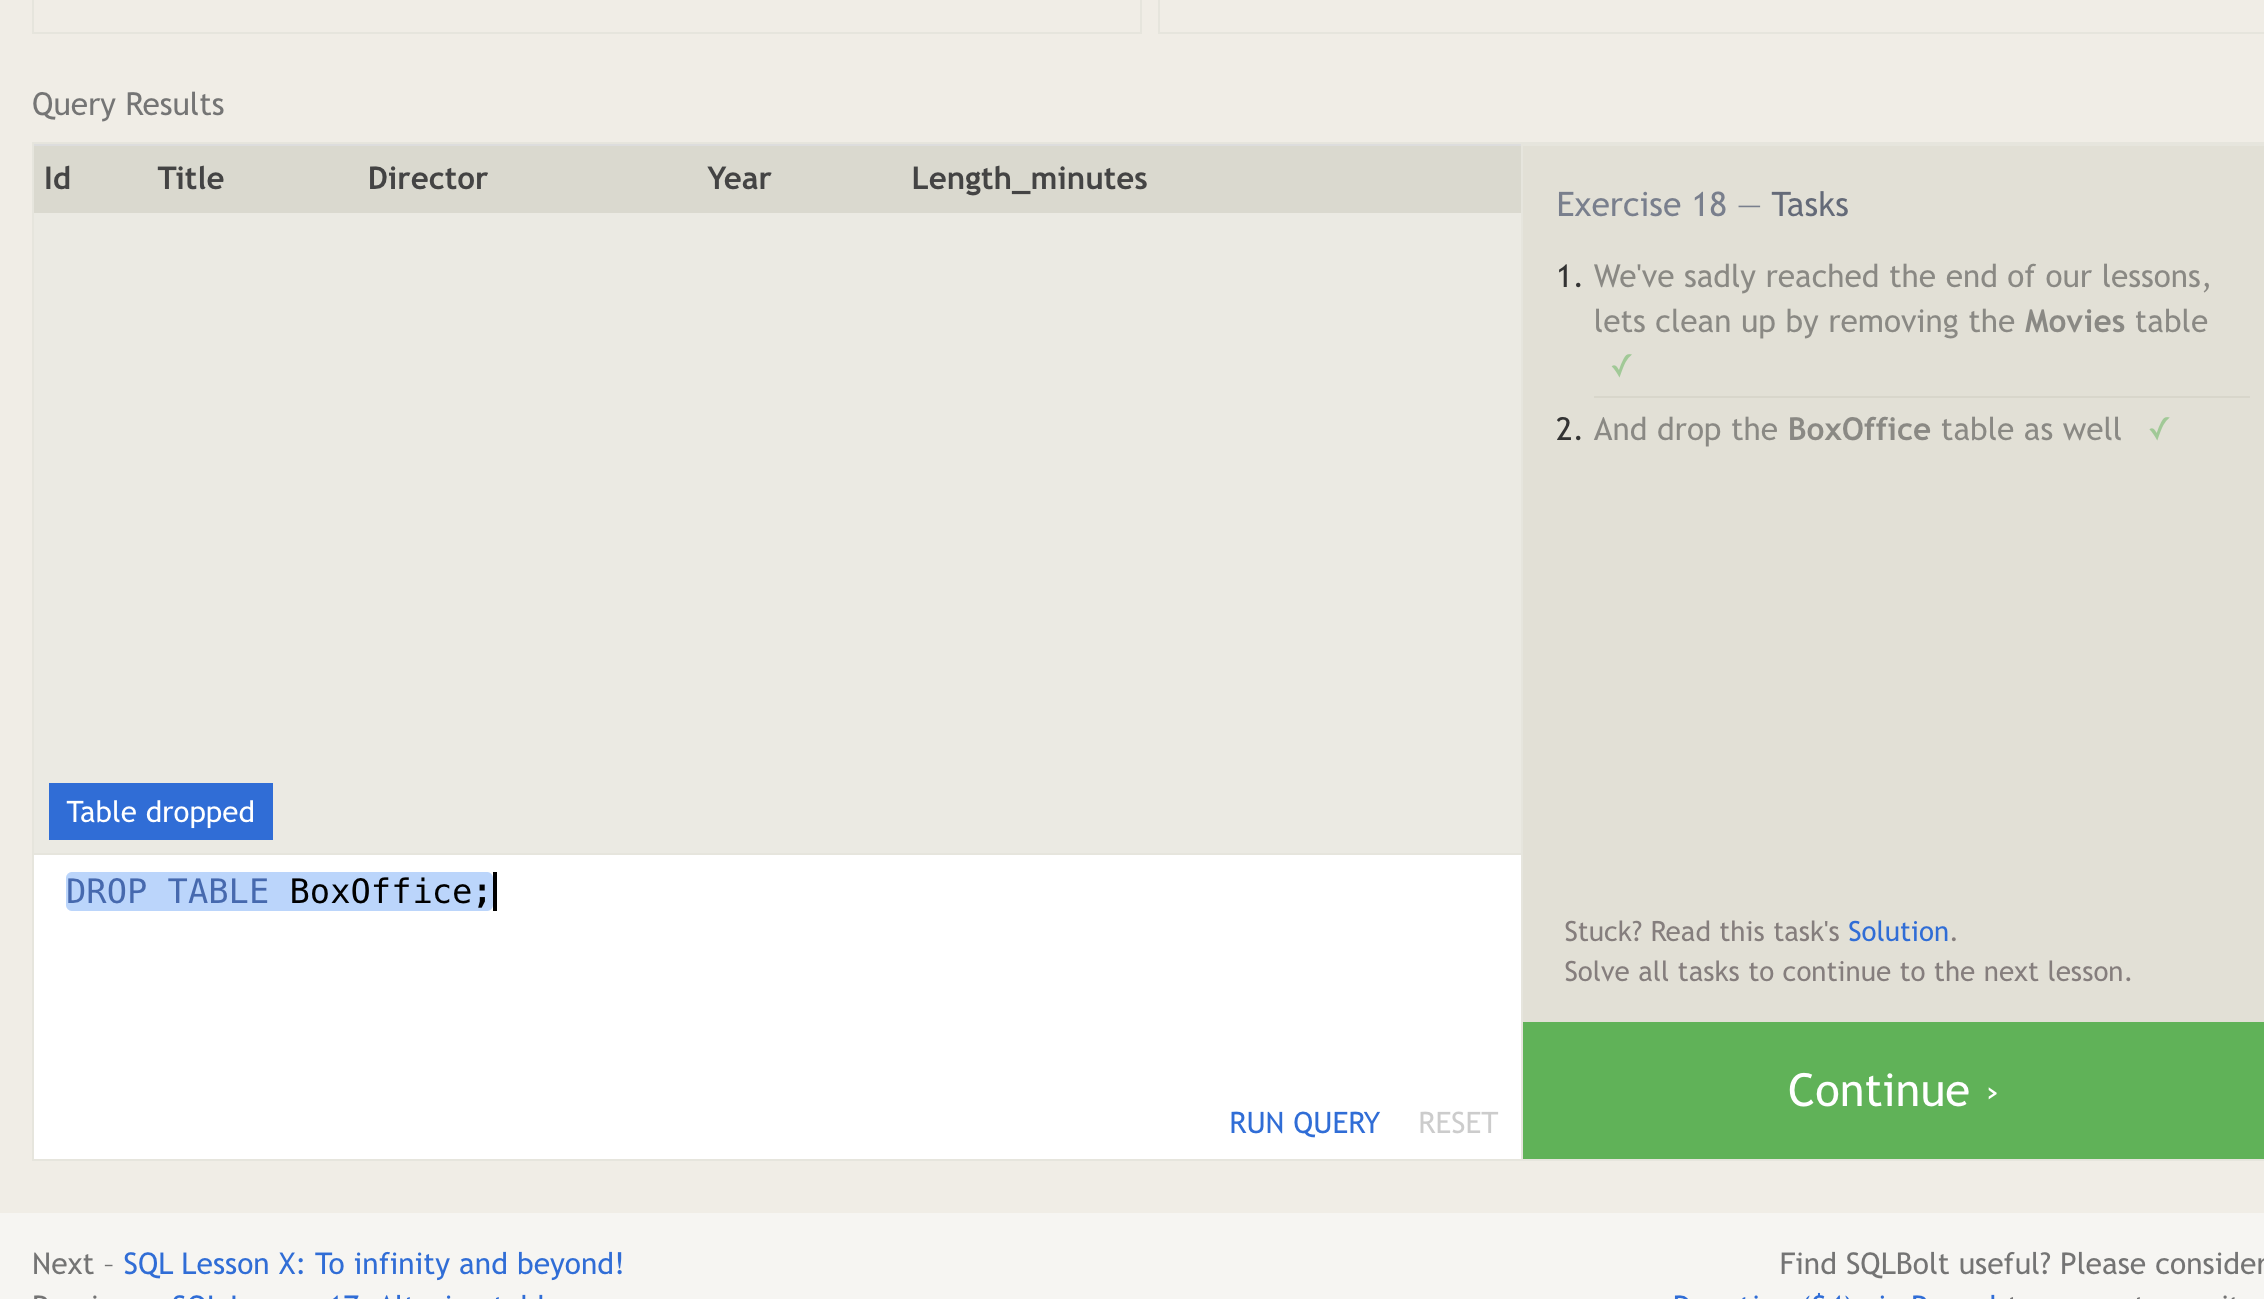 Query Results
Id Title Director Year Length_minutes
Exercise 18 — Tasks
1. We've sadly reached the end of our lessons,
lets clean up by removing the Movies table
✓
2. And drop the BoxOffice table as well ✓
Table dropped
DROP TABLE BoxOffice;
Stuck? Read this task's Solution.
Solve all tasks to continue to the next lesson.
RUN QUERY RESET
Continue ›
Next – SQL Lesson X: To infinity and beyond!
Find SQLBolt useful? Please consider